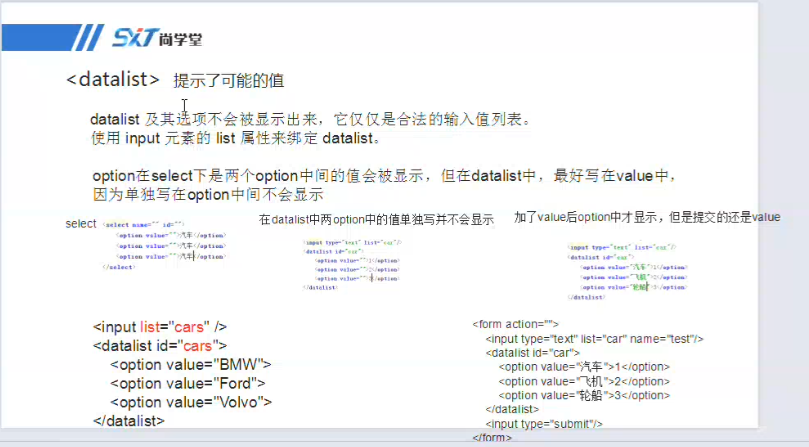 SXT尚学堂
<datalist> 提示了可能的值
datalist 及其选项不会被显示出来，它仅仅是合法的输入值列表。
使用 input 元素的 list 属性来绑定 datalist。
option在select下是两个option中间的值会被显示，但在datalist中，最好写在value中，
因为单独写在option中间不会显示
select
<select name="" id="">
<option value="">汽车</option>
<option value="">汽车</option>
<option value="">汽车</option>
</select>
在datalist中两option中的值单独写并不会显示
<input type="text" list="car"/>
<datalist id="car">
<option value="">1</option>
<option value="">2</option>
<option value="">3</option>
</datalist>
加了value后option中才显示，但是提交的还是value
<input type="text" list="car"/>
<datalist id="car">
<option value="汽车">1</option>
<option value="飞机">2</option>
<option value="轮船">3</option>
</datalist>
<input list="cars" />
<datalist id="cars">
<option value="BMW">
<option value="Ford">
<option value="Volvo">
</datalist>
<form action="">
<input type="text" list="car" name="test"/>
<datalist id="car">
<option value="汽车">1</option>
<option value="飞机">2</option>
<option value="轮船">3</option>
</datalist>
<input type="submit"/>
</form>